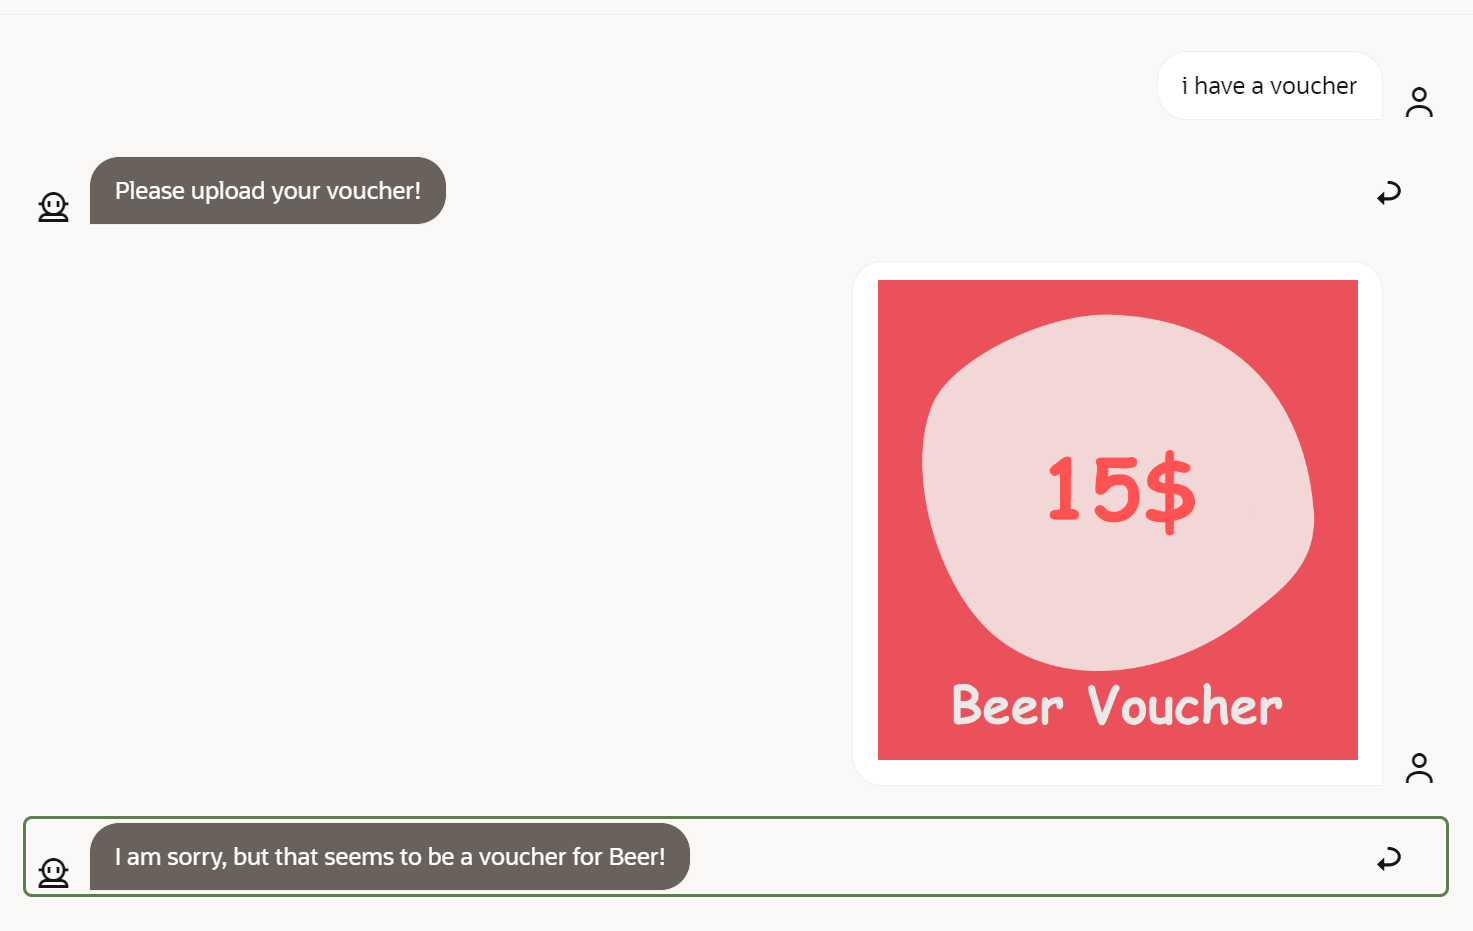 i have a voucher
Please upload your voucher!
15$
Beer Voucher
I am sorry, but that seems to be a voucher for Beer!